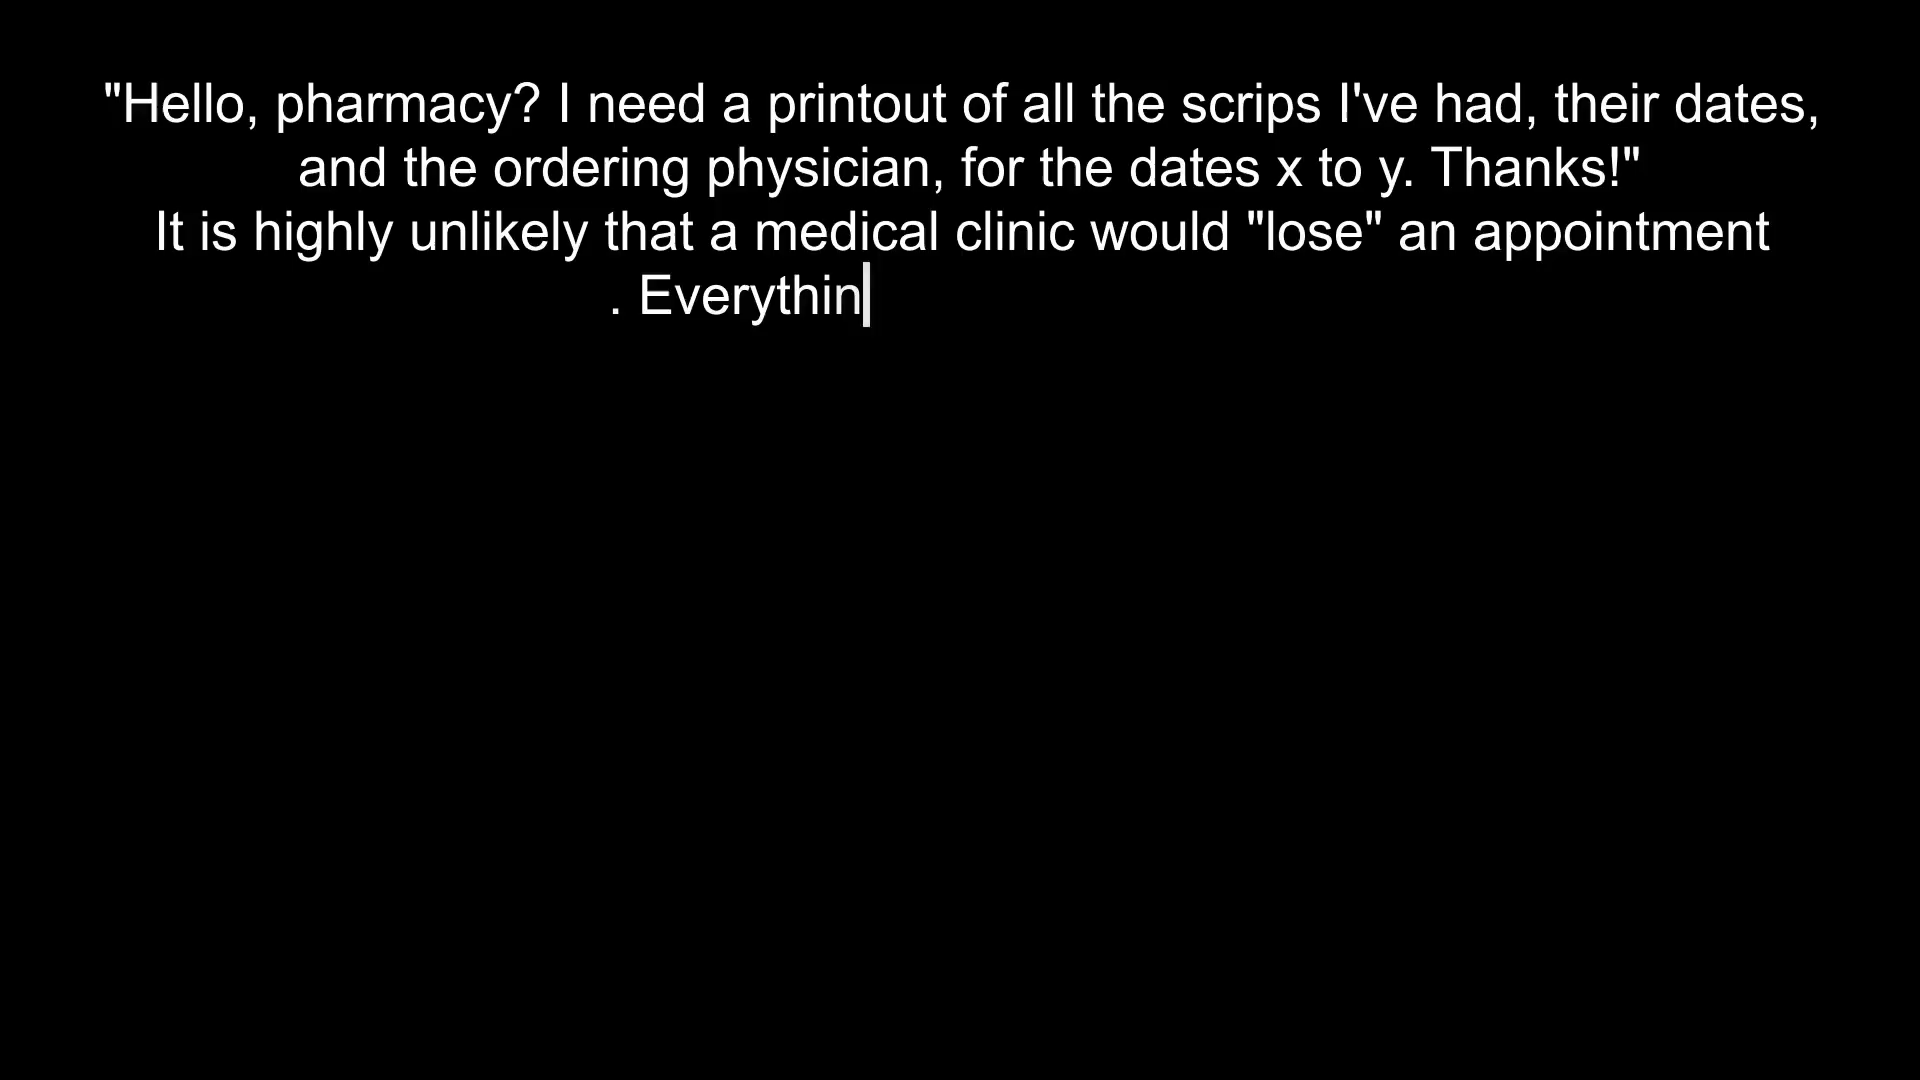 "Hello, pharmacy? I need a printout of all the scrips I've had, their dates,
and the ordering physician, for the dates x to y. Thanks!"
It is highly unlikely that a medical clinic would "lose" an appointment
. Everythin